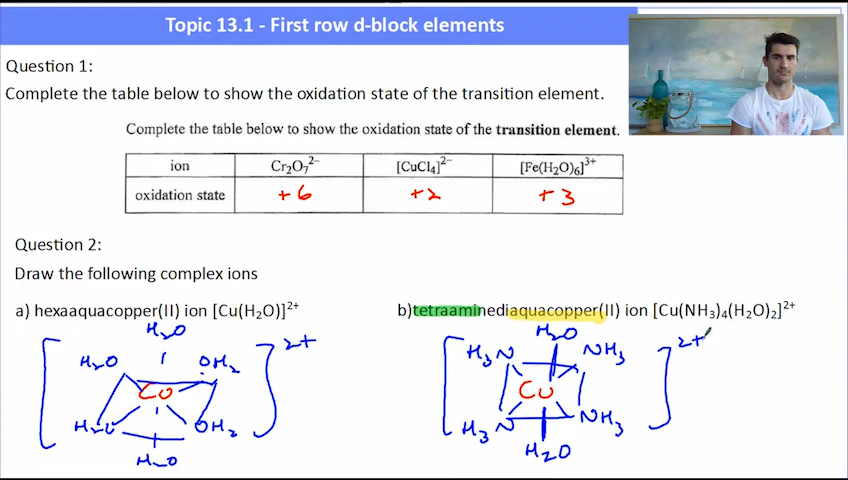 Topic 13.1 - First row d-block elements
Question 1:
Complete the table below to show the oxidation state of the transition element.
Complete the table below to show the oxidation state of the transition element.
ion Cr₂O₇²⁻ [CuCl₄]²⁻ [Fe(H₂O)₆]³⁺
oxidation state +6 +2 +3
Question 2:
Draw the following complex ions
a) hexaaquacopper(II) ion [Cu(H₂O)]²⁺
b)tetraaminediaquacopper(II) ion [Cu(NH₃)₄(H₂O)₂]²⁺
H₂O
H₂O OH₂ 2+
Cu
H₂O OH₂
H₂O
H₂O
H₃N NH₃ 2+
Cu
H₃N NH₃
H₂O